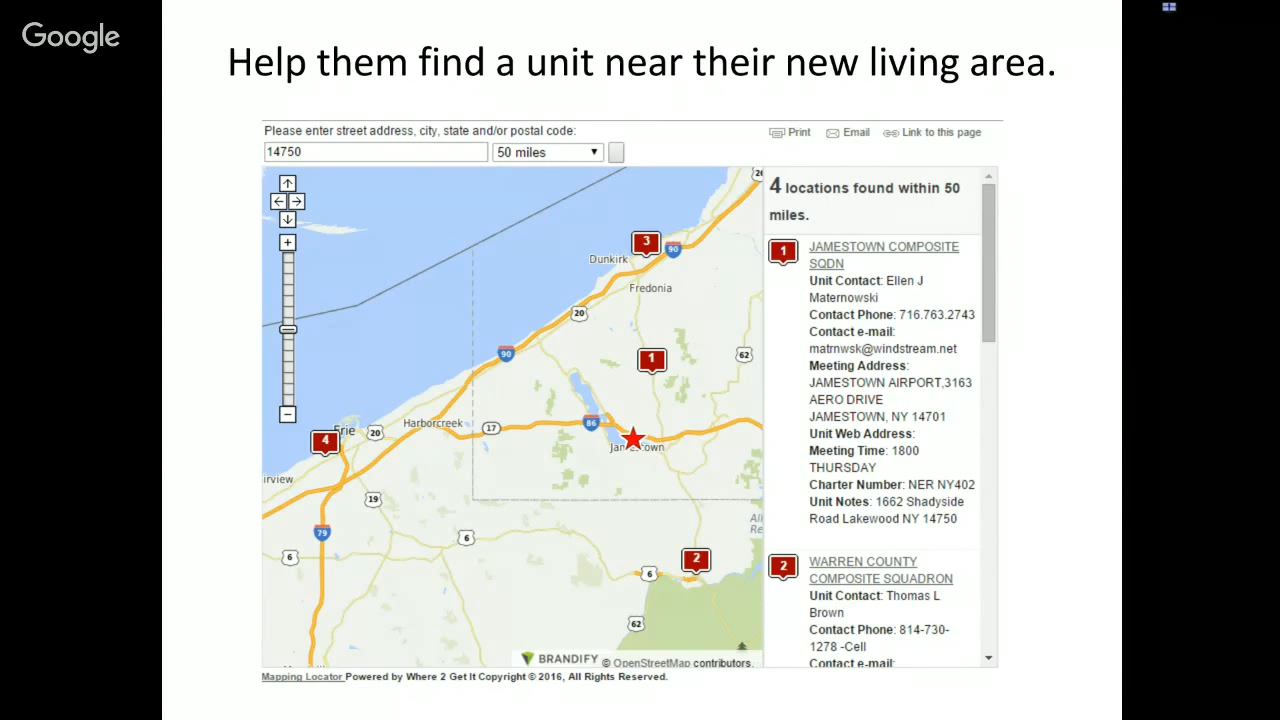 Google
Help them find a unit near their new living area.
Please enter street address, city, state and/or postal code:
Print
Email
Link to this page
14750
50 miles
4 locations found within 50
miles.
1
JAMESTOWN COMPOSITE
SQDN
Unit Contact: Ellen J
Maternowski
Contact Phone: 716.763.2743
Contact e-mail:
matrnwsk@windstream.net
Meeting Address:
JAMESTOWN AIRPORT,3163
AERO DRIVE
JAMESTOWN, NY 14701
Unit Web Address:
Meeting Time: 1800
THURSDAY
Charter Number: NER NY402
Unit Notes: 1662 Shadyside
Road Lakewood NY 14750
2
WARREN COUNTY
COMPOSITE SQUADRON
Unit Contact: Thomas L
Brown
Contact Phone: 814-730-
1278 -Cell
Contact e-mail:
20
3
90
Dunkirk
Fredonia
20
90
1
62
Harborcreek
17
86
Jamestown
Erie
20
4
irview
19
79
6
6
6
2
62
All
Re
BRANDIFY
© OpenStreetMap contributors.
Mapping Locator Powered by Where 2 Get It Copyright © 2016, All Rights Reserved.